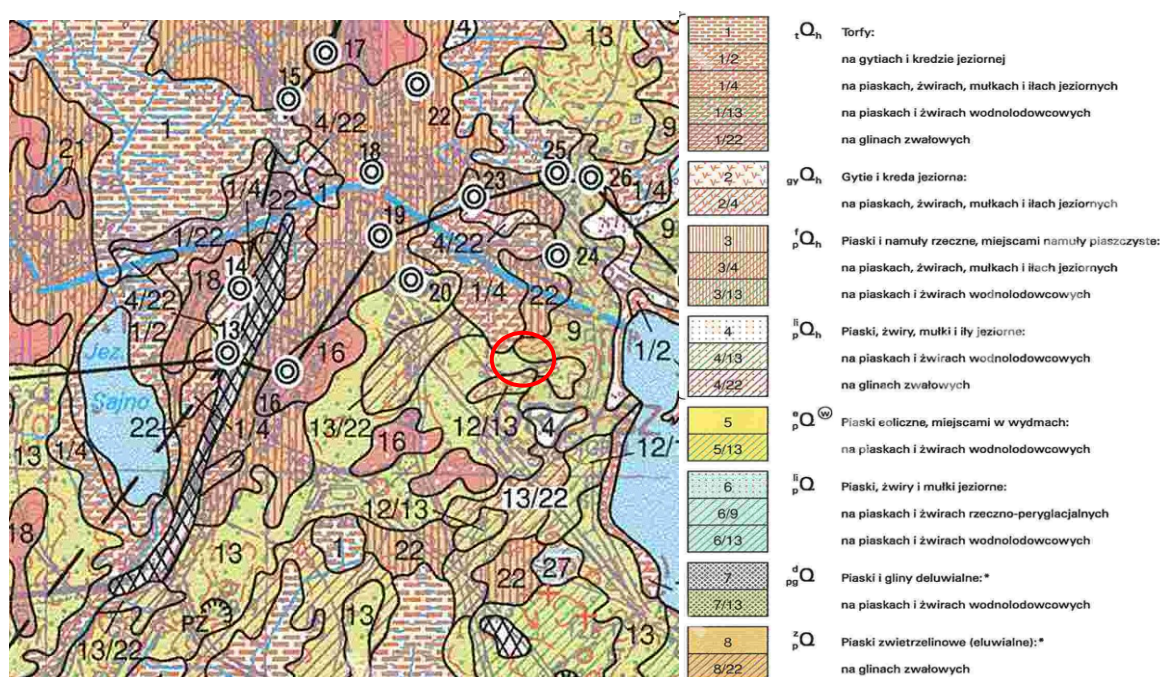 4
13
17
15
22
9
1
4/22
21
18
25
1
26
23
1/4
1/4
1
22
19
9
1/22
4/22
24
14
18
20
1/4
22
4/22
9
1/2
13
1/2
Jez.
16
Sajno
16
22
1/4
13/22
12/13
4
12/
13
1/4
16
13/22
12/13
18
13
1
22
27
22
PZ
13
13
13/22
1
1/2
1/4
1/13
1/22
tQh
Torfy:
na gytiach i kredzie jeziornej
na piaskach, żwirach, mułkach i iłach jeziornych
na piaskach i żwirach wodnolodowcowych
na glinach zwałowych
2
2/4
gyQh
Gytie i kreda jeziorna:
na piaskach, żwirach, mułkach i iłach jeziornych
3
3/4
3/13
f p Qh
Piaski i namuły rzeczne, miejscami namuły piaszczyste:
na piaskach, żwirach, mułkach i iłach jeziornych
na piaskach i żwirach wodnolodowcowych
4
4/13
4/22
li p Qh
Piaski, żwiry, mułki i iły jeziorne:
na piaskach i żwirach wodnolodowcowych
na glinach zwałowych
5
5/13
e p Q w
Piaski eoliczne, miejscami w wydmach:
na piaskach i żwirach wodnolodowcowych
6
6/9
6/13
li p Q
Piaski, żwiry i mułki jeziorne:
na piaskach i żwirach rzeczno-peryglacjalnych
na piaskach i żwirach wodnolodowcowych
7
7/13
d pg Q
Piaski i gliny deluwialne:*
na piaskach i żwirach wodnolodowcowych
8
8/22
z p Q
Piaski zwietrzelinowe (eluwialne):*
na glinach zwałowych